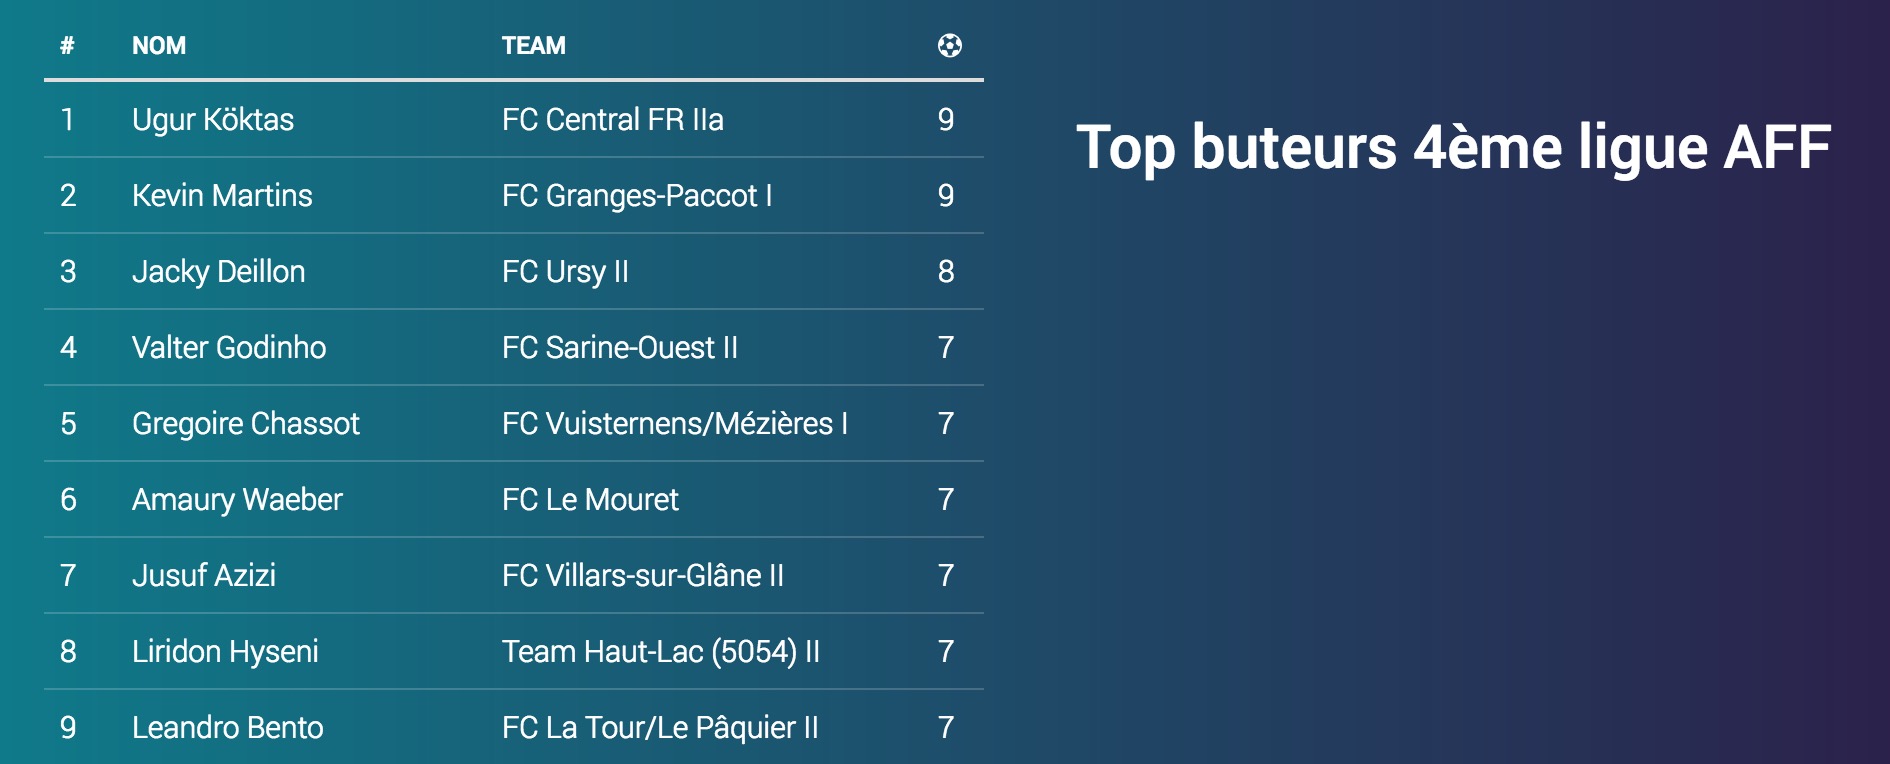 # NOM TEAM
1 Ugur Köktas FC Central FR IIa 9
2 Kevin Martins FC Granges-Paccot I 9
3 Jacky Deillon FC Ursy II 8
4 Valter Godinho FC Sarine-Ouest II 7
5 Gregoire Chassot FC Vuisternens/Mézières I 7
6 Amaury Waeber FC Le Mouret 7
7 Jusuf Azizi FC Villars-sur-Glâne II 7
8 Liridon Hyseni Team Haut-Lac (5054) II 7
9 Leandro Bento FC La Tour/Le Pâquier II 7
Top buteurs 4ème ligue AFF